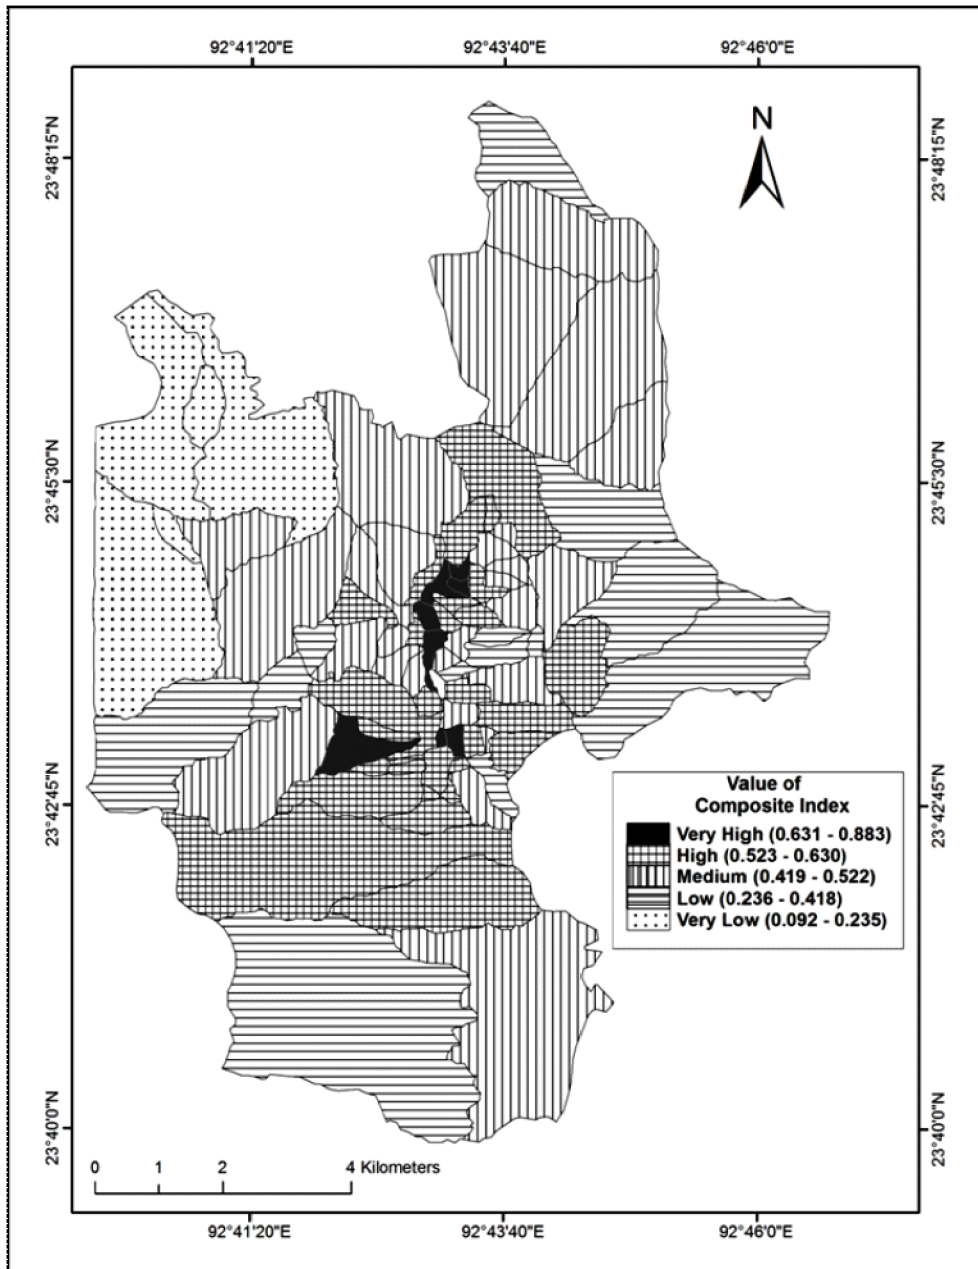 92°41'20"E 92°43'40"E 92°46'0"E
N
23°48'15"N 23°48'15"N
23°45'30"N 23°45'30"N
23°42'45"N 23°42'45"N
Value of
Composite Index
Very High (0.631 - 0.883)
High (0.523 - 0.630)
Medium (0.419 - 0.522)
Low (0.236 - 0.418)
Very Low (0.092 - 0.235)
23°40'0"N 23°40'0"N
0 1 2 4 Kilometers
92°41'20"E 92°43'40"E 92°46'0"E